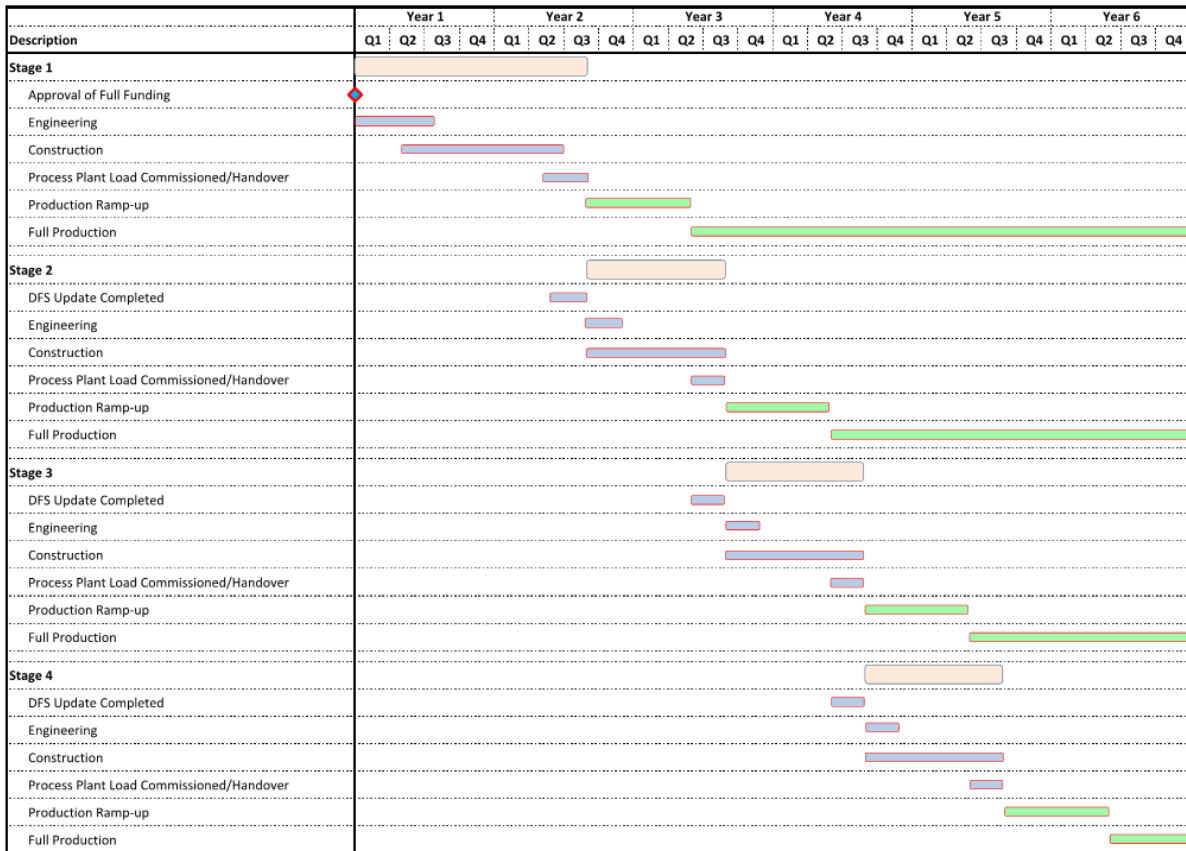 Year 1 Year 2 Year 3 Year 4 Year 5 Year 6
Description Q1 Q2 Q3 Q4 Q1 Q2 Q3 Q4 Q1 Q2 Q3 Q4 Q1 Q2 Q3 Q4 Q1 Q2 Q3 Q4 Q1 Q2 Q3 Q4
Stage 1
Approval of Full Funding
Engineering
Construction
Process Plant Load Commissioned/Handover
Production Ramp-up
Full Production
Stage 2
DFS Update Completed
Engineering
Construction
Process Plant Load Commissioned/Handover
Production Ramp-up
Full Production
Stage 3
DFS Update Completed
Engineering
Construction
Process Plant Load Commissioned/Handover
Production Ramp-up
Full Production
Stage 4
DFS Update Completed
Engineering
Construction
Process Plant Load Commissioned/Handover
Production Ramp-up
Full Production